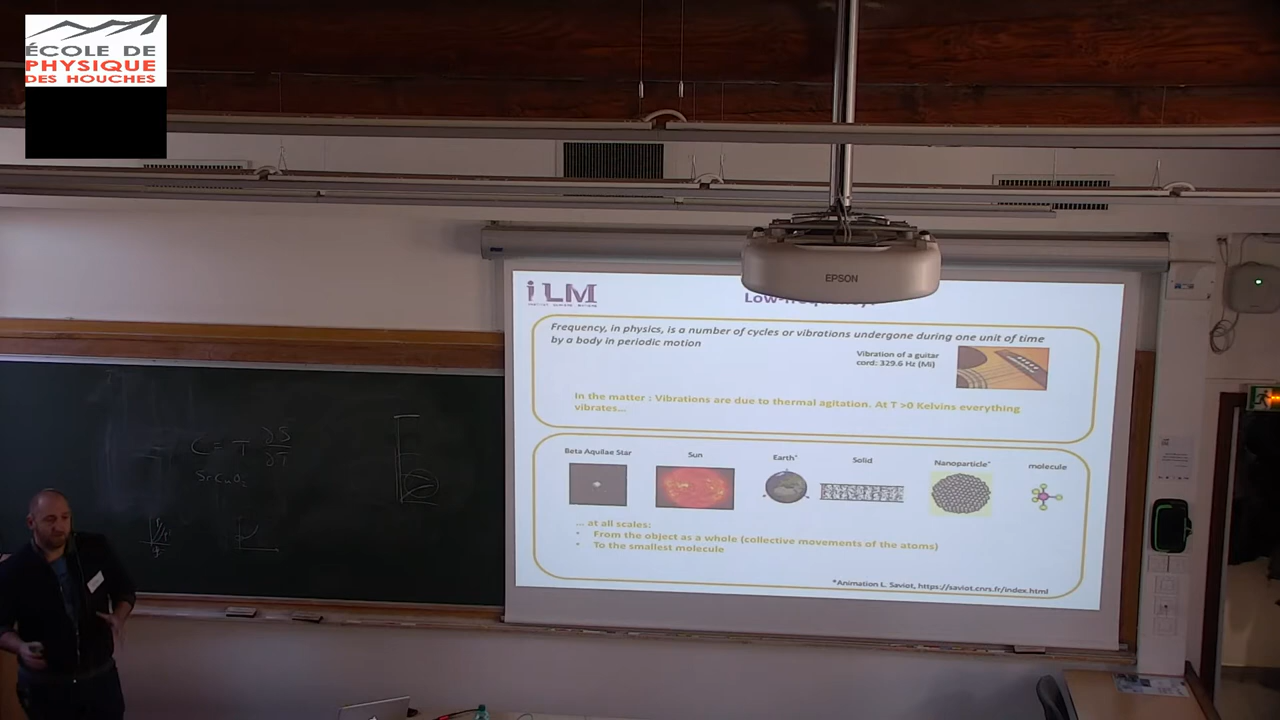 ÉCOLE DE
PHYSIQUE
DES HOUCHES
EPSON
iLM
Frequency, in physics, is a number of cycles or vibrations undergone during one unit of time
by a body in periodic motion
Vibration of a guitar
cord: 329.6 Hz (Mi)
In the matter : Vibrations are due to thermal agitation. At T >0 Kelvins everything
vibrates...
Beta Aquilae Star
Sun
Earth*
Solid
Nanoparticle*
molecule
... at all scales:
• From the object as a whole (collective movements of the atoms)
• To the smallest molecule
*Animation L. Saviot, https://saviot.cnrs.fr/index.html
C = T ∂S/∂T
SrCuO₂